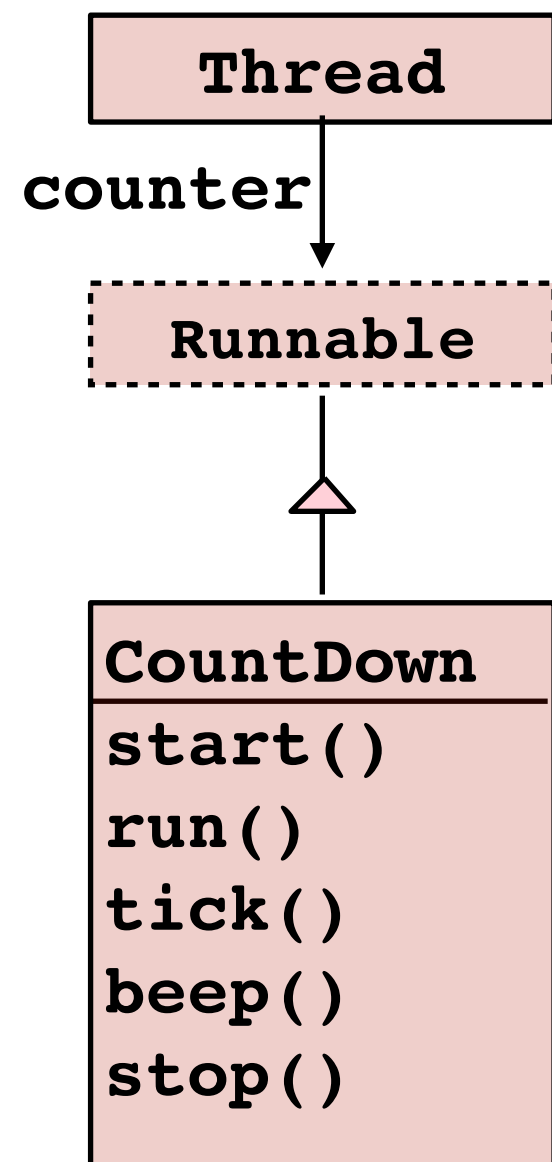 Thread
counter
Runnable
CountDown
start()
run()
tick()
beep()
stop()